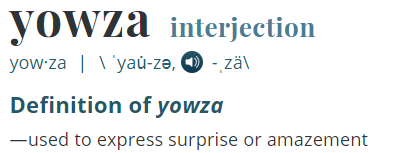 yowza interjection
yow·za | \ ˈyau̇-zə, -ˌzä\
Definition of yowza
—used to express surprise or amazement